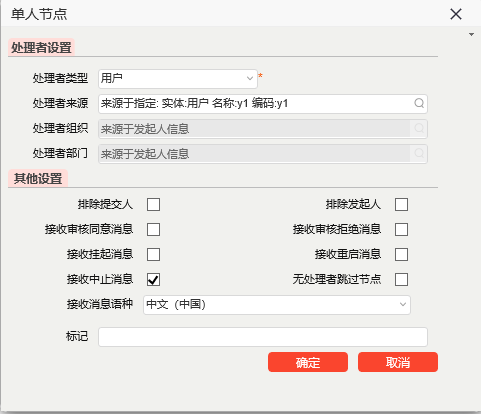 单人节点
处理者设置
处理者类型 用户 *
处理者来源 来源于指定: 实体:用户 名称:y1 编码:y1
处理者组织 来源于发起人信息
处理者部门 来源于发起人信息
其他设置
排除提交人 排除发起人
接收审核同意消息 接收审核拒绝消息
接收挂起消息 接收重启消息
接收中止消息 无处理者跳过节点
接收消息语种 中文（中国）
标记
确定 取消